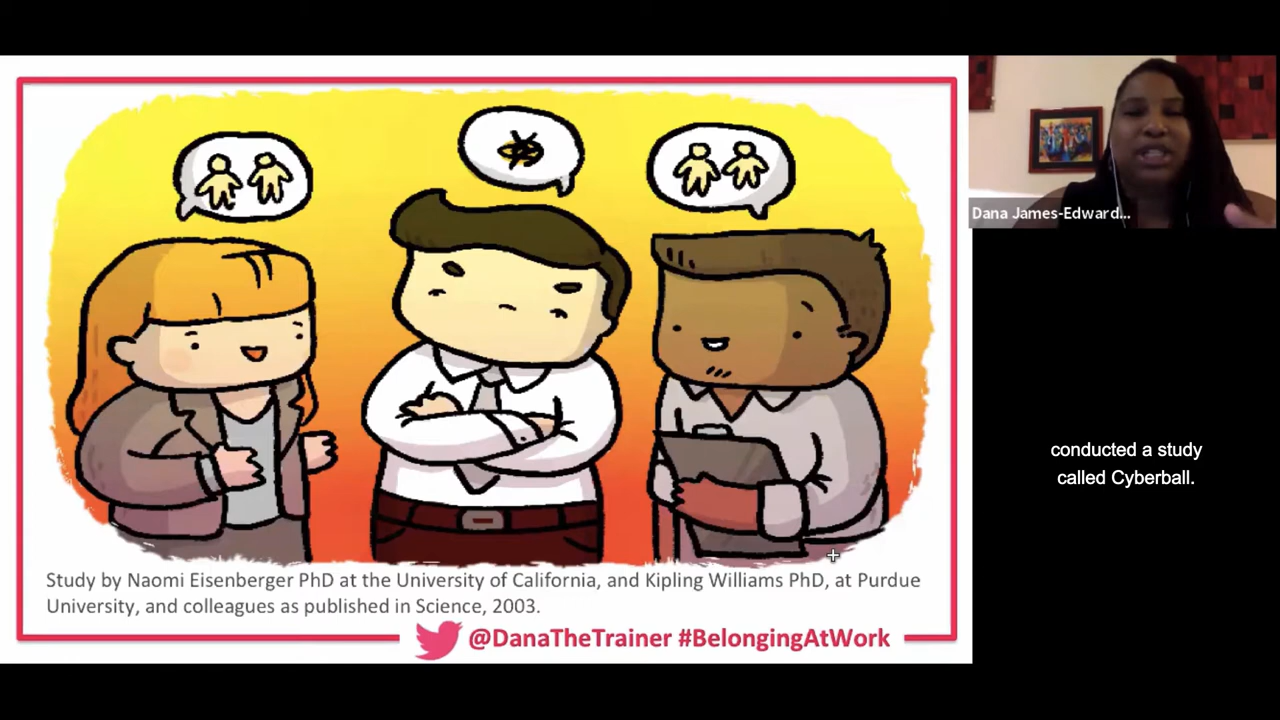 Dana James-Edward...
conducted a study
called Cyberball.
Study by Naomi Eisenberger PhD at the University of California, and Kipling Williams PhD, at Purdue
University, and colleagues as published in Science, 2003.
@DanaTheTrainer #BelongingAtWork